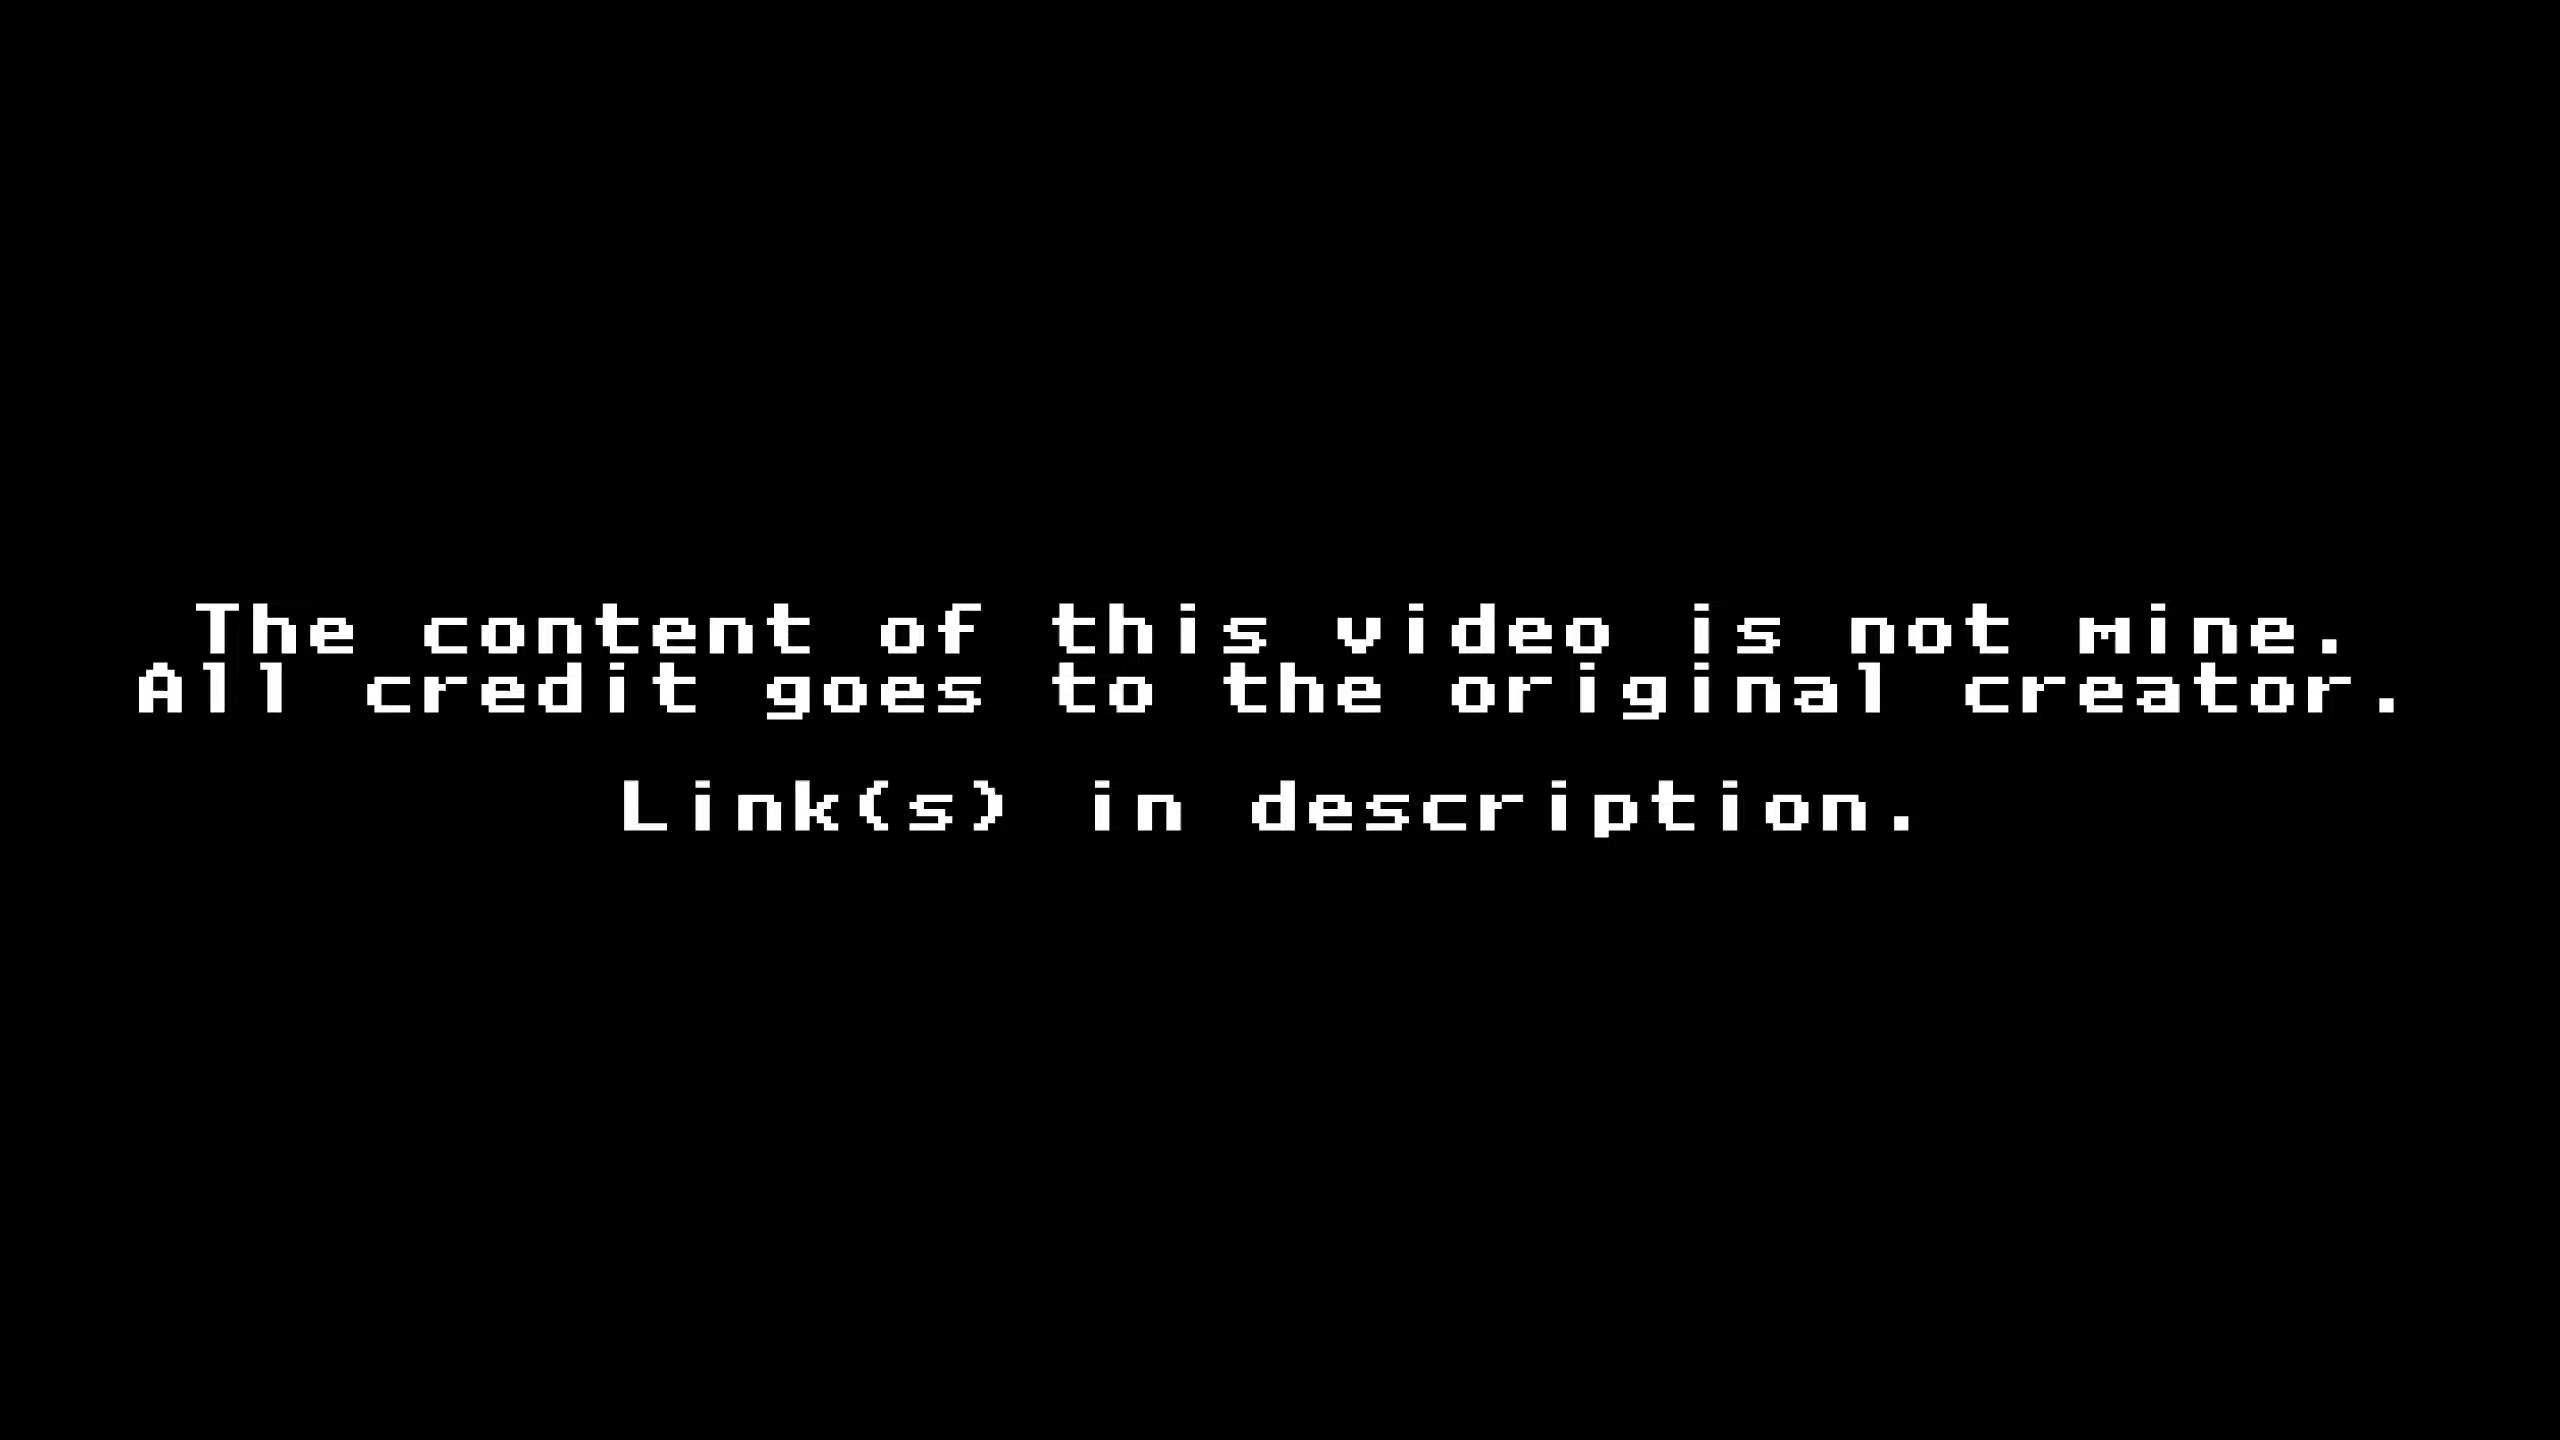 The content of this video is not mine.
All credit goes to the original creator.
Link(s) in description.